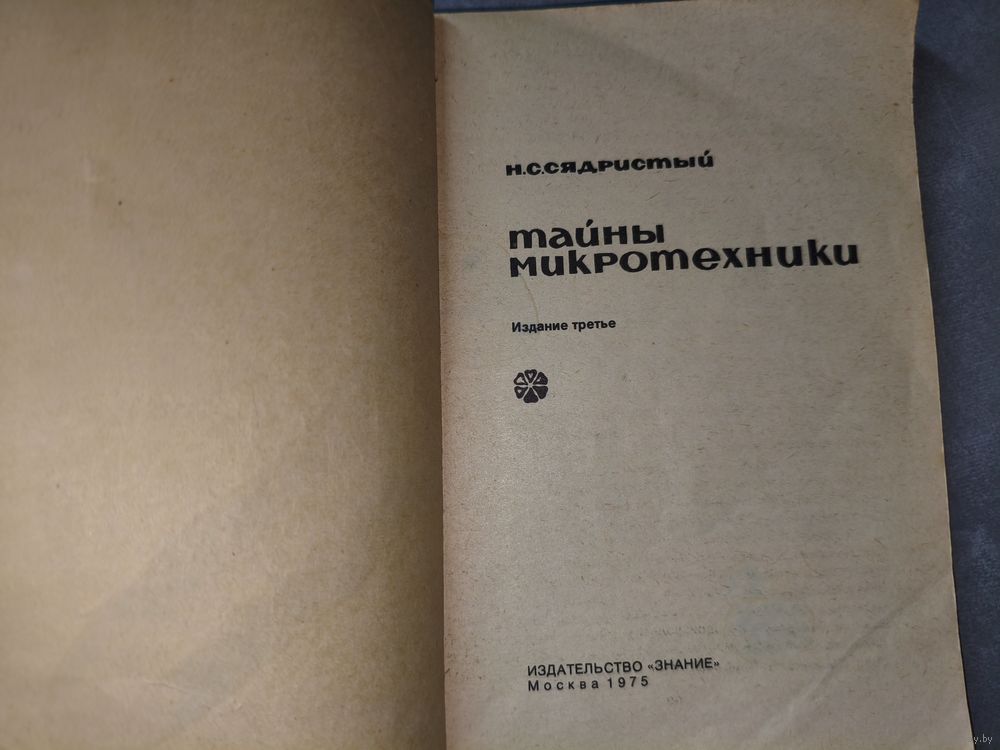 Н.С.СЯДРИСТЫЙ
ТАЙНЫ
МИКРОТЕХНИКИ
Издание третье
ИЗДАТЕЛЬСТВО «ЗНАНИЕ»
Москва 1975